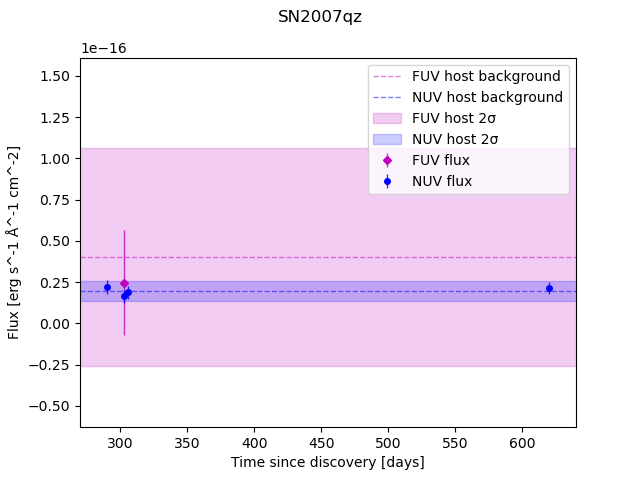 SN2007qz
1e−16
1.50
1.25
1.00
0.75
0.50
0.25
0.00
−0.25
−0.50
Flux [erg s^-1 Å^-1 cm^-2]
FUV host background
NUV host background
FUV host 2σ
NUV host 2σ
FUV flux
NUV flux
300 350 400 450 500 550 600
Time since discovery [days]